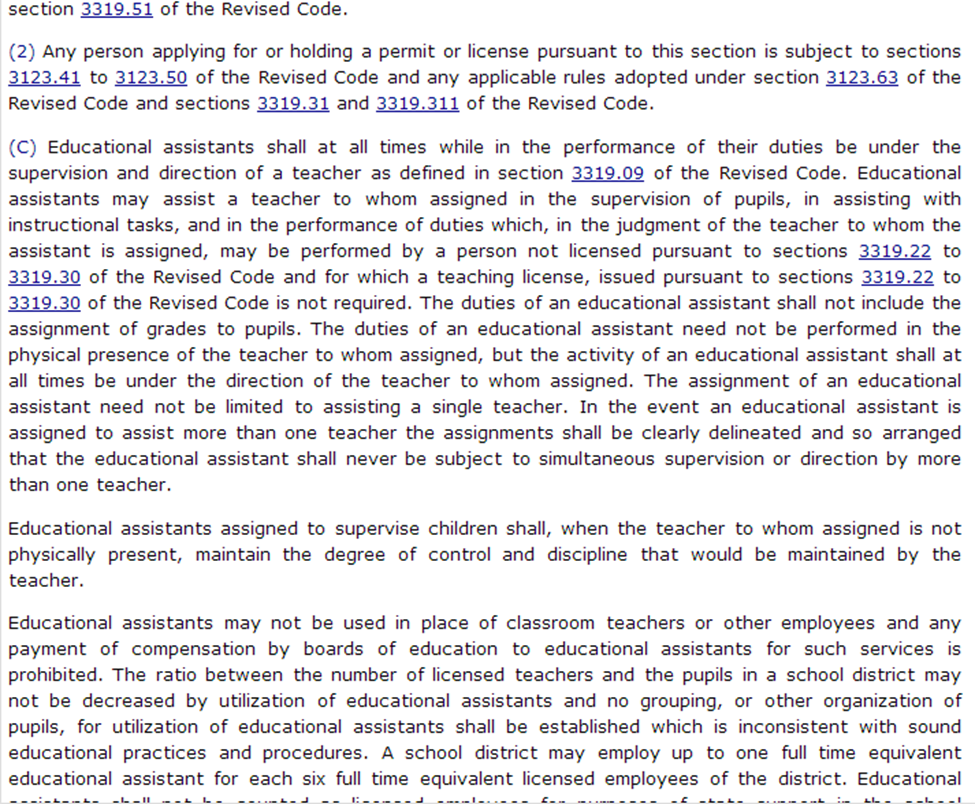 section 3319.51 of the Revised Code.
(2) Any person applying for or holding a permit or license pursuant to this section is subject to sections
3123.41 to 3123.50 of the Revised Code and any applicable rules adopted under section 3123.63 of the
Revised Code and sections 3319.31 and 3319.311 of the Revised Code.
(C) Educational assistants shall at all times while in the performance of their duties be under the
supervision and direction of a teacher as defined in section 3319.09 of the Revised Code. Educational
assistants may assist a teacher to whom assigned in the supervision of pupils, in assisting with
instructional tasks, and in the performance of duties which, in the judgment of the teacher to whom the
assistant is assigned, may be performed by a person not licensed pursuant to sections 3319.22 to
3319.30 of the Revised Code and for which a teaching license, issued pursuant to sections 3319.22 to
3319.30 of the Revised Code is not required. The duties of an educational assistant shall not include the
assignment of grades to pupils. The duties of an educational assistant need not be performed in the
physical presence of the teacher to whom assigned, but the activity of an educational assistant shall at
all times be under the direction of the teacher to whom assigned. The assignment of an educational
assistant need not be limited to assisting a single teacher. In the event an educational assistant is
assigned to assist more than one teacher the assignments shall be clearly delineated and so arranged
that the educational assistant shall never be subject to simultaneous supervision or direction by more
than one teacher.
Educational assistants assigned to supervise children shall, when the teacher to whom assigned is not
physically present, maintain the degree of control and discipline that would be maintained by the
teacher.
Educational assistants may not be used in place of classroom teachers or other employees and any
payment of compensation by boards of education to educational assistants for such services is
prohibited. The ratio between the number of licensed teachers and the pupils in a school district may
not be decreased by utilization of educational assistants and no grouping, or other organization of
pupils, for utilization of educational assistants shall be established which is inconsistent with sound
educational practices and procedures. A school district may employ up to one full time equivalent
educational assistant for each six full time equivalent licensed employees of the district. Educational
assistants shall not be counted as licensed employees for purposes of state support in the school